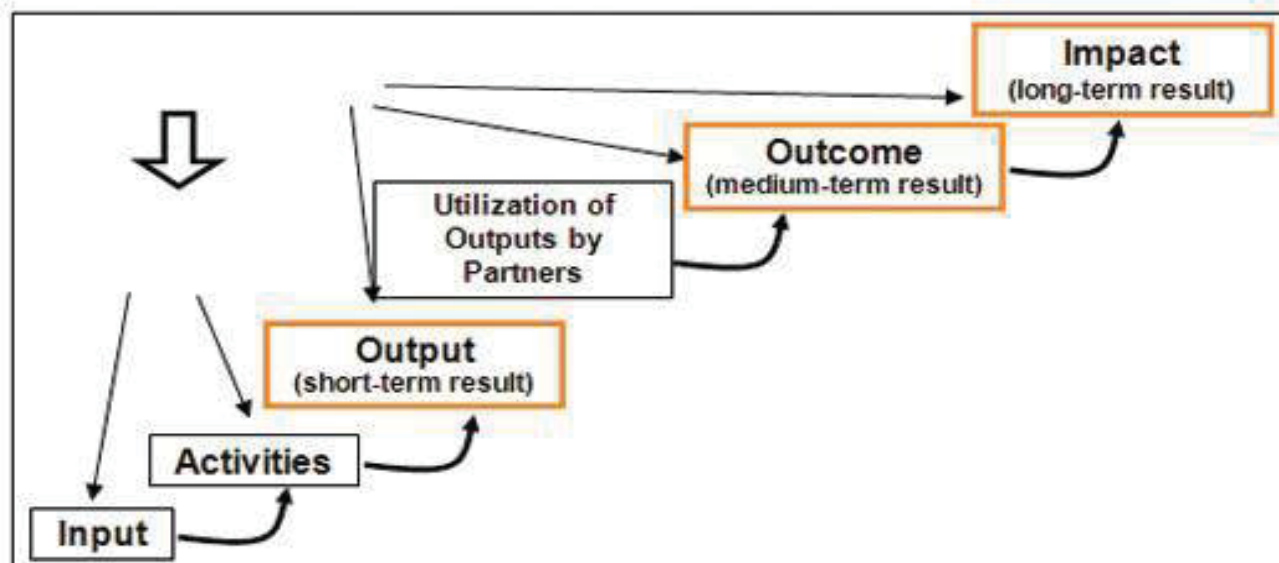 Impact
(long-term result)
Outcome
(medium-term result)
Utilization of
Outputs by
Partners
Output
(short-term result)
Activities
Input